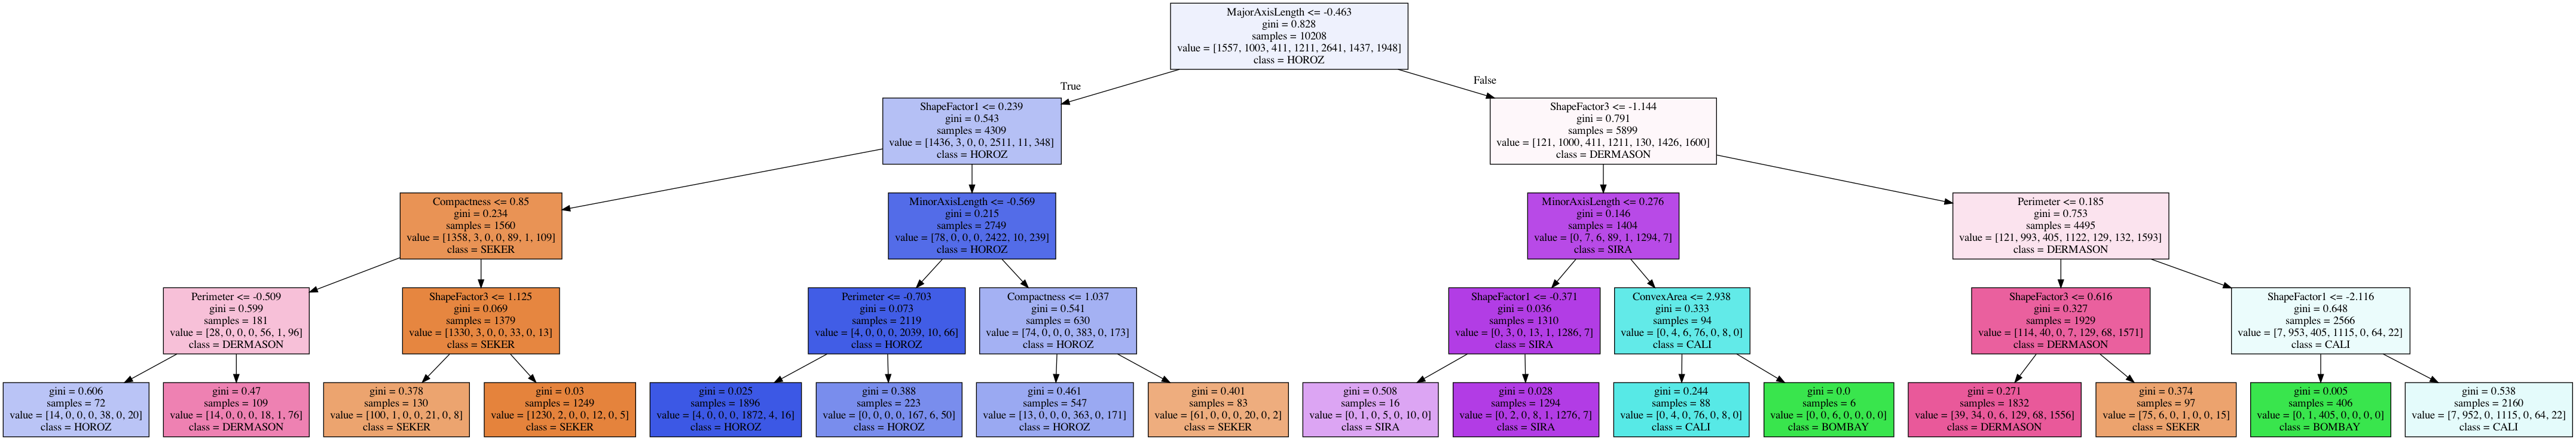 MajorAxisLength <= -0.463
gini = 0.828
samples = 10208
value = [1557, 1003, 411, 1211, 2641, 1437, 1948]
class = HOROZ
True
False
ShapeFactor1 <= 0.239
gini = 0.543
samples = 4309
value = [1436, 3, 0, 0, 2511, 11, 348]
class = HOROZ
ShapeFactor3 <= -1.144
gini = 0.791
samples = 5899
value = [121, 1000, 411, 1211, 130, 1426, 1600]
class = DERMASON
Compactness <= 0.85
gini = 0.234
samples = 1560
value = [1358, 3, 0, 0, 89, 1, 109]
class = SEKER
MinorAxisLength <= -0.569
gini = 0.215
samples = 2749
value = [78, 0, 0, 0, 2422, 10, 239]
class = HOROZ
MinorAxisLength <= 0.276
gini = 0.146
samples = 1404
value = [0, 7, 6, 89, 1, 1294, 7]
class = SIRA
Perimeter <= 0.185
gini = 0.753
samples = 4495
value = [121, 993, 405, 1122, 129, 132, 1593]
class = DERMASON
Perimeter <= -0.509
gini = 0.599
samples = 181
value = [28, 0, 0, 0, 56, 1, 96]
class = DERMASON
ShapeFactor3 <= 1.125
gini = 0.069
samples = 1379
value = [1330, 3, 0, 0, 33, 0, 13]
class = SEKER
Perimeter <= -0.703
gini = 0.073
samples = 2119
value = [4, 0, 0, 0, 2039, 10, 66]
class = HOROZ
Compactness <= 1.037
gini = 0.541
samples = 630
value = [74, 0, 0, 0, 383, 0, 173]
class = HOROZ
ShapeFactor1 <= -0.371
gini = 0.036
samples = 1310
value = [0, 3, 0, 13, 1, 1286, 7]
class = SIRA
ConvexArea <= 2.938
gini = 0.333
samples = 94
value = [0, 4, 6, 76, 0, 8, 0]
class = CALI
ShapeFactor3 <= 0.616
gini = 0.327
samples = 1929
value = [114, 40, 0, 7, 129, 68, 1571]
class = DERMASON
ShapeFactor1 <= -2.116
gini = 0.648
samples = 2566
value = [7, 953, 405, 1115, 0, 64, 22]
class = CALI
gini = 0.606
samples = 72
value = [14, 0, 0, 0, 38, 0, 20]
class = HOROZ
gini = 0.47
samples = 109
value = [14, 0, 0, 0, 18, 1, 76]
class = DERMASON
gini = 0.378
samples = 130
value = [100, 1, 0, 0, 21, 0, 8]
class = SEKER
gini = 0.03
samples = 1249
value = [1230, 2, 0, 0, 12, 0, 5]
class = SEKER
gini = 0.025
samples = 1896
value = [4, 0, 0, 0, 1872, 4, 16]
class = HOROZ
gini = 0.388
samples = 223
value = [0, 0, 0, 0, 167, 6, 50]
class = HOROZ
gini = 0.461
samples = 547
value = [13, 0, 0, 0, 363, 0, 171]
class = HOROZ
gini = 0.401
samples = 83
value = [61, 0, 0, 0, 20, 0, 2]
class = SEKER
gini = 0.508
samples = 16
value = [0, 1, 0, 5, 0, 10, 0]
class = SIRA
gini = 0.028
samples = 1294
value = [0, 2, 0, 8, 1, 1276, 7]
class = SIRA
gini = 0.244
samples = 88
value = [0, 4, 0, 76, 0, 8, 0]
class = CALI
gini = 0.0
samples = 6
value = [0, 0, 6, 0, 0, 0, 0]
class = BOMBAY
gini = 0.271
samples = 1832
value = [39, 34, 0, 6, 129, 68, 1556]
class = DERMASON
gini = 0.374
samples = 97
value = [75, 6, 0, 1, 0, 0, 15]
class = SEKER
gini = 0.005
samples = 406
value = [0, 1, 405, 0, 0, 0, 0]
class = BOMBAY
gini = 0.538
samples = 2160
value = [7, 952, 0, 1115, 0, 64, 22]
class = CALI